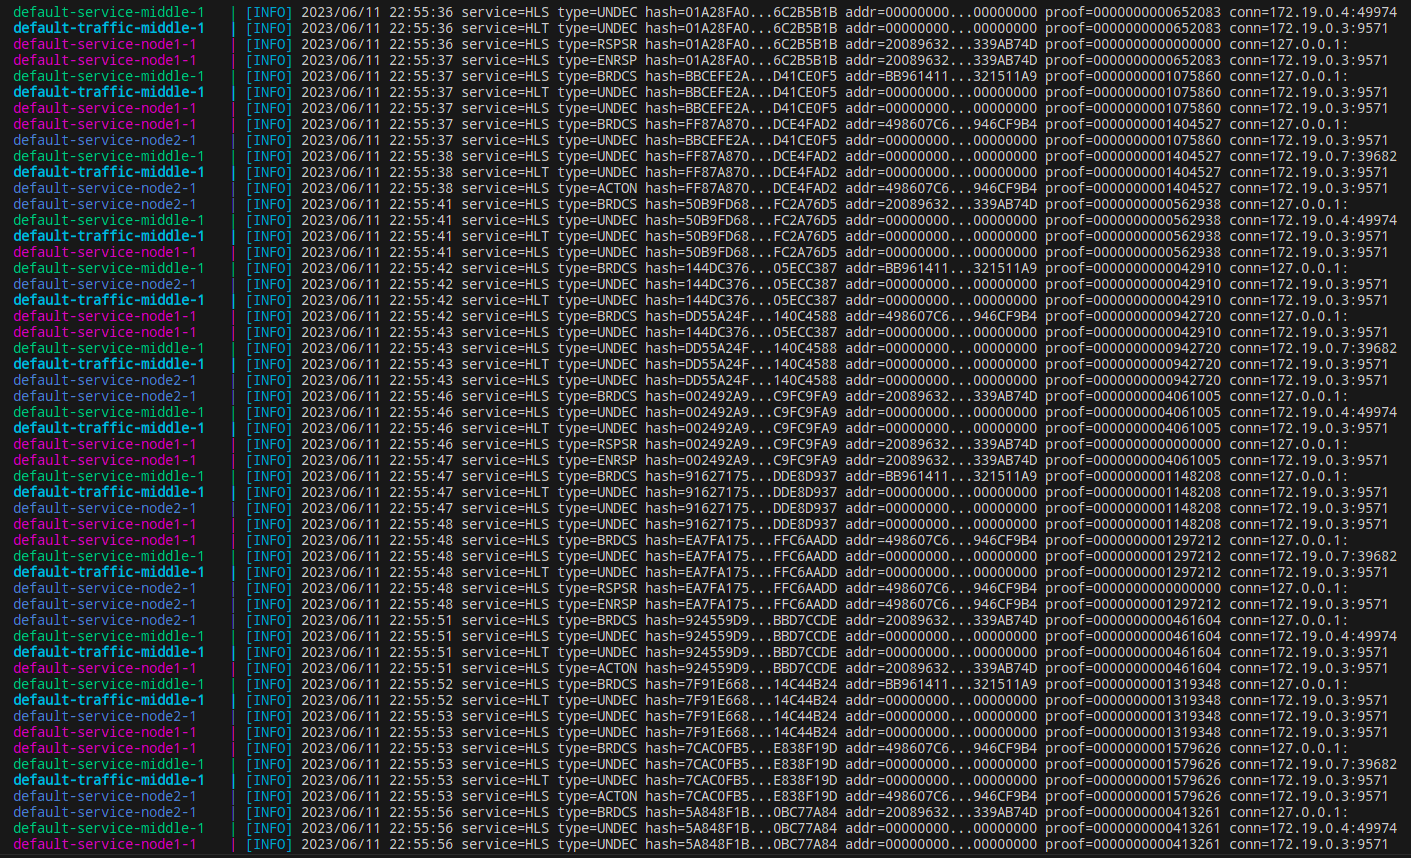 default-service-middle-1 | [INFO] 2023/06/11 22:55:36 service=HLS type=UNDEC hash=01A28FA0...6C2B5B1B addr=00000000...00000000 proof=0000000000652083 conn=172.19.0.4:49974
default-traffic-middle-1 | [INFO] 2023/06/11 22:55:36 service=HLT type=UNDEC hash=01A28FA0...6C2B5B1B addr=00000000...00000000 proof=0000000000652083 conn=172.19.0.3:9571
default-service-node1-1 | [INFO] 2023/06/11 22:55:36 service=HLS type=RSPSR hash=01A28FA0...6C2B5B1B addr=20089632...339AB74D proof=0000000000000000 conn=127.0.0.1:
default-service-node1-1 | [INFO] 2023/06/11 22:55:37 service=HLS type=ENRSP hash=01A28FA0...6C2B5B1B addr=20089632...339AB74D proof=0000000000652083 conn=172.19.0.3:9571
default-service-middle-1 | [INFO] 2023/06/11 22:55:37 service=HLS type=BRDCS hash=BBCEFE2A...D41CE0F5 addr=BB961411...321511A9 proof=0000000001075860 conn=127.0.0.1:
default-traffic-middle-1 | [INFO] 2023/06/11 22:55:37 service=HLT type=UNDEC hash=BBCEFE2A...D41CE0F5 addr=00000000...00000000 proof=0000000001075860 conn=172.19.0.3:9571
default-service-node1-1 | [INFO] 2023/06/11 22:55:37 service=HLS type=UNDEC hash=BBCEFE2A...D41CE0F5 addr=00000000...00000000 proof=0000000001075860 conn=172.19.0.3:9571
default-service-node1-1 | [INFO] 2023/06/11 22:55:37 service=HLS type=BRDCS hash=FF87A870...DCE4FAD2 addr=498607C6...946CF9B4 proof=0000000001404527 conn=127.0.0.1:
default-service-node2-1 | [INFO] 2023/06/11 22:55:37 service=HLS type=UNDEC hash=BBCEFE2A...D41CE0F5 addr=00000000...00000000 proof=0000000001075860 conn=172.19.0.3:9571
default-service-middle-1 | [INFO] 2023/06/11 22:55:38 service=HLS type=UNDEC hash=FF87A870...DCE4FAD2 addr=00000000...00000000 proof=0000000001404527 conn=172.19.0.7:39682
default-traffic-middle-1 | [INFO] 2023/06/11 22:55:38 service=HLT type=UNDEC hash=FF87A870...DCE4FAD2 addr=00000000...00000000 proof=0000000001404527 conn=172.19.0.3:9571
default-service-node2-1 | [INFO] 2023/06/11 22:55:38 service=HLS type=ACTON hash=FF87A870...DCE4FAD2 addr=498607C6...946CF9B4 proof=0000000001404527 conn=172.19.0.3:9571
default-service-node2-1 | [INFO] 2023/06/11 22:55:41 service=HLS type=BRDCS hash=50B9FD68...FC2A76D5 addr=20089632...339AB74D proof=0000000000562938 conn=127.0.0.1:
default-service-middle-1 | [INFO] 2023/06/11 22:55:41 service=HLS type=UNDEC hash=50B9FD68...FC2A76D5 addr=00000000...00000000 proof=0000000000562938 conn=172.19.0.4:49974
default-traffic-middle-1 | [INFO] 2023/06/11 22:55:41 service=HLT type=UNDEC hash=50B9FD68...FC2A76D5 addr=00000000...00000000 proof=0000000000562938 conn=172.19.0.3:9571
default-service-node1-1 | [INFO] 2023/06/11 22:55:41 service=HLS type=UNDEC hash=50B9FD68...FC2A76D5 addr=00000000...00000000 proof=0000000000562938 conn=172.19.0.3:9571
default-service-middle-1 | [INFO] 2023/06/11 22:55:42 service=HLS type=BRDCS hash=144DC376...05ECC387 addr=BB961411...321511A9 proof=0000000000042910 conn=127.0.0.1:
default-service-node2-1 | [INFO] 2023/06/11 22:55:42 service=HLS type=UNDEC hash=144DC376...05ECC387 addr=00000000...00000000 proof=0000000000042910 conn=172.19.0.3:9571
default-traffic-middle-1 | [INFO] 2023/06/11 22:55:42 service=HLT type=UNDEC hash=144DC376...05ECC387 addr=00000000...00000000 proof=0000000000042910 conn=172.19.0.3:9571
default-service-node1-1 | [INFO] 2023/06/11 22:55:42 service=HLS type=BRDCS hash=DD55A24F...140C4588 addr=498607C6...946CF9B4 proof=0000000000942720 conn=127.0.0.1:
default-service-node1-1 | [INFO] 2023/06/11 22:55:43 service=HLS type=UNDEC hash=144DC376...05ECC387 addr=00000000...00000000 proof=0000000000042910 conn=172.19.0.3:9571
default-service-middle-1 | [INFO] 2023/06/11 22:55:43 service=HLS type=UNDEC hash=DD55A24F...140C4588 addr=00000000...00000000 proof=0000000000942720 conn=172.19.0.7:39682
default-traffic-middle-1 | [INFO] 2023/06/11 22:55:43 service=HLT type=UNDEC hash=DD55A24F...140C4588 addr=00000000...00000000 proof=0000000000942720 conn=172.19.0.3:9571
default-service-node2-1 | [INFO] 2023/06/11 22:55:43 service=HLS type=UNDEC hash=DD55A24F...140C4588 addr=00000000...00000000 proof=0000000000942720 conn=172.19.0.3:9571
default-service-node2-1 | [INFO] 2023/06/11 22:55:46 service=HLS type=BRDCS hash=002492A9...C9FC9FA9 addr=20089632...339AB74D proof=0000000004061005 conn=127.0.0.1:
default-service-middle-1 | [INFO] 2023/06/11 22:55:46 service=HLS type=UNDEC hash=002492A9...C9FC9FA9 addr=00000000...00000000 proof=0000000004061005 conn=172.19.0.4:49974
default-traffic-middle-1 | [INFO] 2023/06/11 22:55:46 service=HLT type=UNDEC hash=002492A9...C9FC9FA9 addr=00000000...00000000 proof=0000000004061005 conn=172.19.0.3:9571
default-service-node1-1 | [INFO] 2023/06/11 22:55:46 service=HLS type=RSPSR hash=002492A9...C9FC9FA9 addr=20089632...339AB74D proof=0000000000000000 conn=127.0.0.1:
default-service-node1-1 | [INFO] 2023/06/11 22:55:47 service=HLS type=ENRSP hash=002492A9...C9FC9FA9 addr=20089632...339AB74D proof=0000000004061005 conn=172.19.0.3:9571
default-service-middle-1 | [INFO] 2023/06/11 22:55:47 service=HLS type=BRDCS hash=91627175...DDE8D937 addr=BB961411...321511A9 proof=0000000001148208 conn=127.0.0.1:
default-traffic-middle-1 | [INFO] 2023/06/11 22:55:47 service=HLT type=UNDEC hash=91627175...DDE8D937 addr=00000000...00000000 proof=0000000001148208 conn=172.19.0.3:9571
default-service-node2-1 | [INFO] 2023/06/11 22:55:47 service=HLS type=UNDEC hash=91627175...DDE8D937 addr=00000000...00000000 proof=0000000001148208 conn=172.19.0.3:9571
default-service-node1-1 | [INFO] 2023/06/11 22:55:48 service=HLS type=UNDEC hash=91627175...DDE8D937 addr=00000000...00000000 proof=0000000001148208 conn=172.19.0.3:9571
default-service-node1-1 | [INFO] 2023/06/11 22:55:48 service=HLS type=BRDCS hash=EA7FA175...FFC6AADD addr=498607C6...946CF9B4 proof=0000000001297212 conn=127.0.0.1:
default-service-middle-1 | [INFO] 2023/06/11 22:55:48 service=HLS type=UNDEC hash=EA7FA175...FFC6AADD addr=00000000...00000000 proof=0000000001297212 conn=172.19.0.7:39682
default-traffic-middle-1 | [INFO] 2023/06/11 22:55:48 service=HLT type=UNDEC hash=EA7FA175...FFC6AADD addr=00000000...00000000 proof=0000000001297212 conn=172.19.0.3:9571
default-service-node2-1 | [INFO] 2023/06/11 22:55:48 service=HLS type=RSPSR hash=EA7FA175...FFC6AADD addr=498607C6...946CF9B4 proof=0000000000000000 conn=127.0.0.1:
default-service-node2-1 | [INFO] 2023/06/11 22:55:48 service=HLS type=ENRSP hash=EA7FA175...FFC6AADD addr=498607C6...946CF9B4 proof=0000000001297212 conn=172.19.0.3:9571
default-service-node2-1 | [INFO] 2023/06/11 22:55:51 service=HLS type=BRDCS hash=924559D9...BBD7CCDE addr=20089632...339AB74D proof=0000000000461604 conn=127.0.0.1:
default-service-middle-1 | [INFO] 2023/06/11 22:55:51 service=HLS type=UNDEC hash=924559D9...BBD7CCDE addr=00000000...00000000 proof=0000000000461604 conn=172.19.0.4:49974
default-traffic-middle-1 | [INFO] 2023/06/11 22:55:51 service=HLT type=UNDEC hash=924559D9...BBD7CCDE addr=00000000...00000000 proof=0000000000461604 conn=172.19.0.3:9571
default-service-node1-1 | [INFO] 2023/06/11 22:55:51 service=HLS type=ACTON hash=924559D9...BBD7CCDE addr=20089632...339AB74D proof=0000000000461604 conn=172.19.0.3:9571
default-service-middle-1 | [INFO] 2023/06/11 22:55:52 service=HLS type=BRDCS hash=7F91E668...14C44B24 addr=BB961411...321511A9 proof=0000000001319348 conn=127.0.0.1:
default-traffic-middle-1 | [INFO] 2023/06/11 22:55:52 service=HLT type=UNDEC hash=7F91E668...14C44B24 addr=00000000...00000000 proof=0000000001319348 conn=172.19.0.3:9571
default-service-node2-1 | [INFO] 2023/06/11 22:55:53 service=HLS type=UNDEC hash=7F91E668...14C44B24 addr=00000000...00000000 proof=0000000001319348 conn=172.19.0.3:9571
default-service-node1-1 | [INFO] 2023/06/11 22:55:53 service=HLS type=UNDEC hash=7F91E668...14C44B24 addr=00000000...00000000 proof=0000000001319348 conn=172.19.0.3:9571
default-service-node1-1 | [INFO] 2023/06/11 22:55:53 service=HLS type=BRDCS hash=7CAC0FB5...E838F19D addr=498607C6...946CF9B4 proof=0000000001579626 conn=127.0.0.1:
default-service-middle-1 | [INFO] 2023/06/11 22:55:53 service=HLS type=UNDEC hash=7CAC0FB5...E838F19D addr=00000000...00000000 proof=0000000001579626 conn=172.19.0.7:39682
default-traffic-middle-1 | [INFO] 2023/06/11 22:55:53 service=HLT type=UNDEC hash=7CAC0FB5...E838F19D addr=00000000...00000000 proof=0000000001579626 conn=172.19.0.3:9571
default-service-node2-1 | [INFO] 2023/06/11 22:55:53 service=HLS type=ACTON hash=7CAC0FB5...E838F19D addr=498607C6...946CF9B4 proof=0000000001579626 conn=172.19.0.3:9571
default-service-node2-1 | [INFO] 2023/06/11 22:55:56 service=HLS type=BRDCS hash=5A848F1B...0BC77A84 addr=20089632...339AB74D proof=0000000000413261 conn=127.0.0.1:
default-service-middle-1 | [INFO] 2023/06/11 22:55:56 service=HLS type=UNDEC hash=5A848F1B...0BC77A84 addr=00000000...00000000 proof=0000000000413261 conn=172.19.0.4:49974
default-service-node1-1 | [INFO] 2023/06/11 22:55:56 service=HLS type=UNDEC hash=5A848F1B...0BC77A84 addr=00000000...00000000 proof=0000000000413261 conn=172.19.0.3:9571